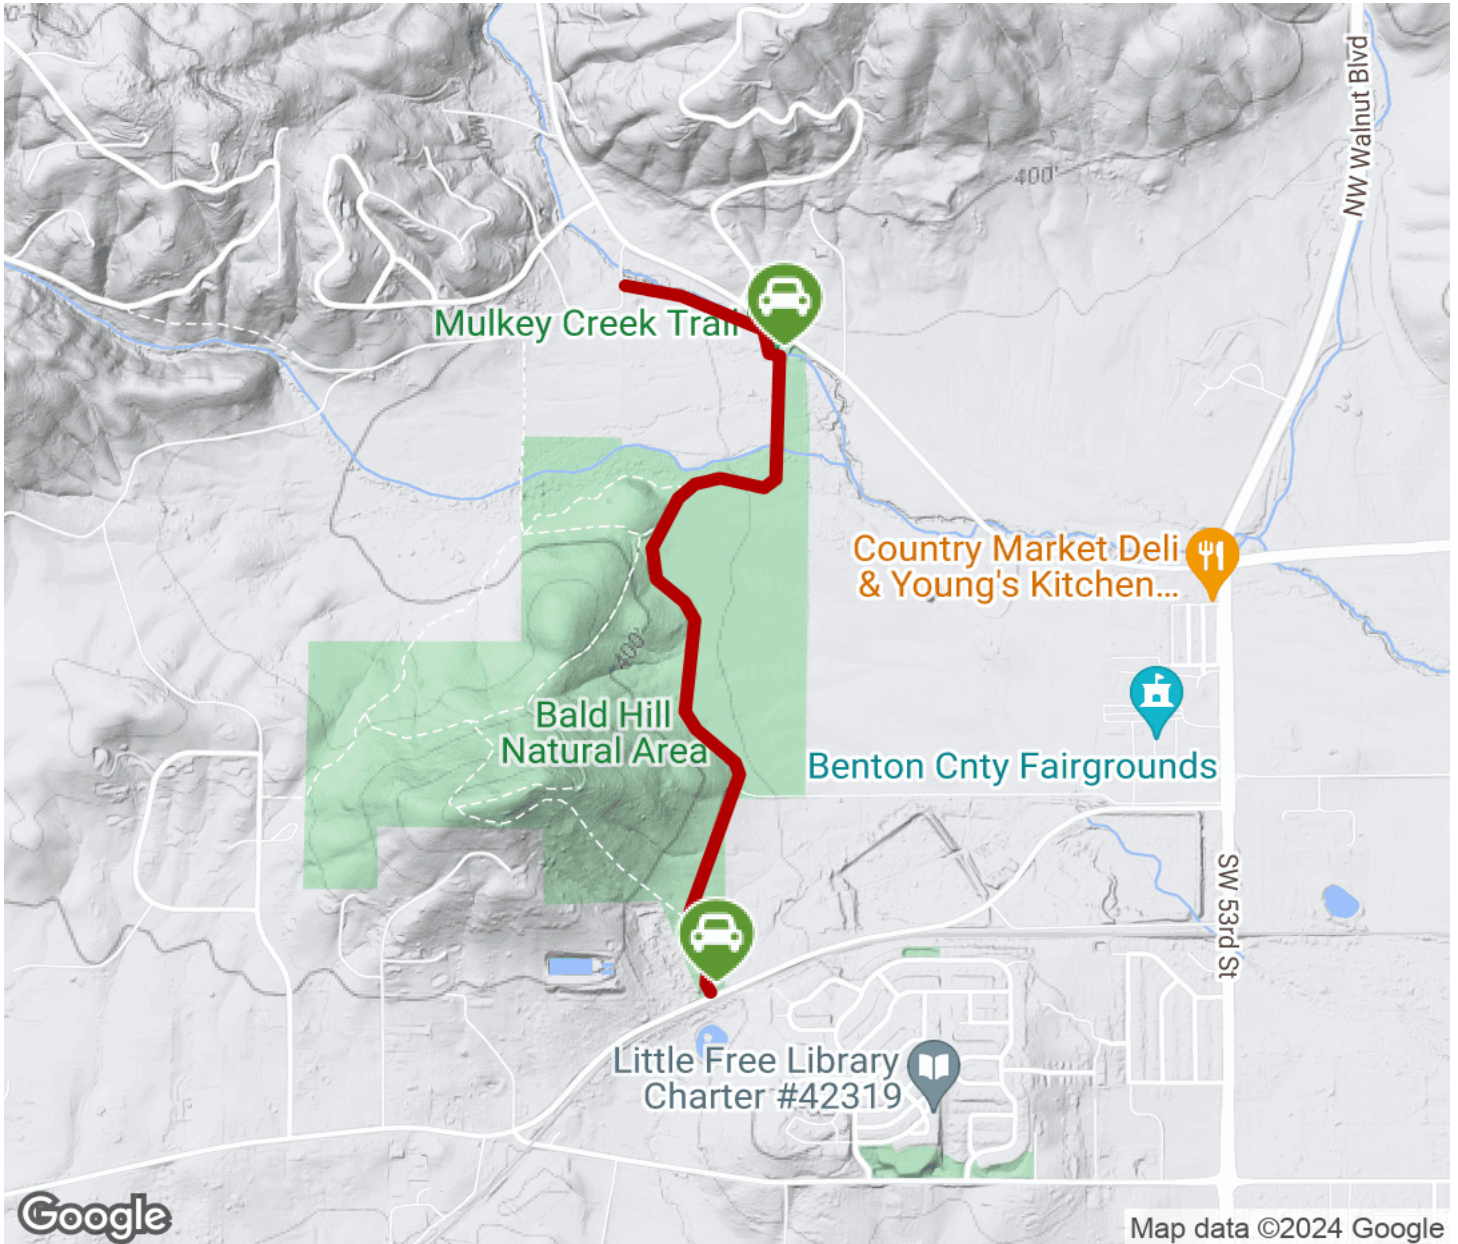 NW Walnut Blvd
400'
Mulkey Creek Trail
Country Market Deli
& Young's Kitchen...
400'
Bald Hill
Natural Area
Benton Cnty Fairgrounds
SW 53rd St
Little Free Library
Charter #42319
Google
Map data ©2024 Google